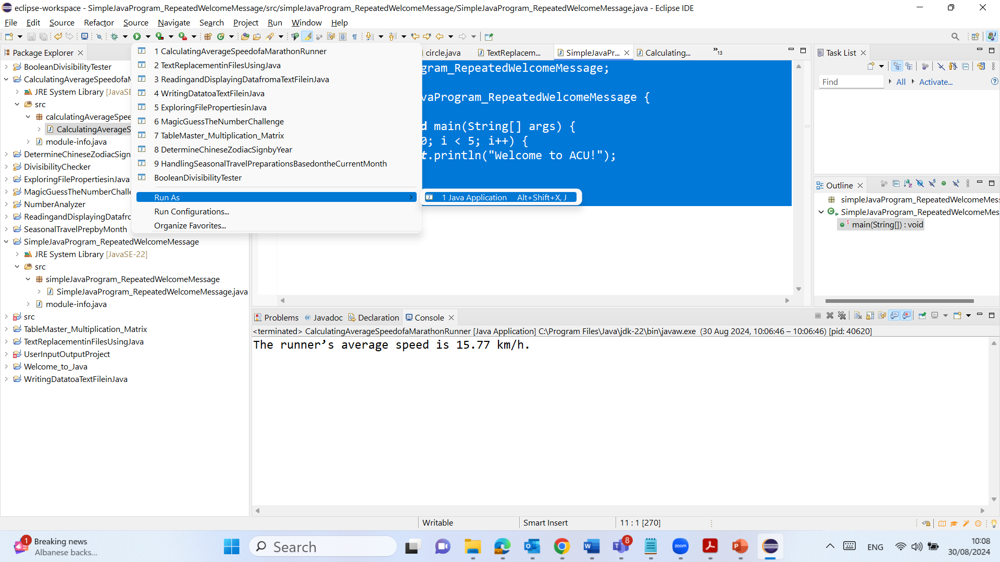 eclipse-workspace - SimpleJavaProgram_RepeatedWelcomeMessage/src/simpleJavaProgram_RepeatedWelcomeMessage/SimpleJavaProgram_RepeatedWelcomeMessage.java - Eclipse IDE
File Edit Source Refactor Source Navigate Search Project Run Window Help
Package Explorer
BooleanDivisibilityTester
CalculatingAverageSpeedofaM
JRE System Library [JavaSE
src
calculatingAverageSpee
CalculatingAverageS
module-info.java
DetermineChineseZodiacSign
DivisibilityChecker
ExploringFilePropertiesinJava
MagicGuessTheNumberChalle
NumberAnalyzer
ReadingandDisplayingDatafro
SeasonalTravelPrepbyMonth
SimpleJavaProgram_RepeatedWelcomeMessage
JRE System Library [JavaSE-22]
src
simpleJavaProgram_RepeatedWelcomeMessage
SimpleJavaProgram_RepeatedWelcomeMessage.java
module-info.java
src
TableMaster_Multiplication_Matrix
TextReplacementinFilesUsingJava
UserInputOutputProject
Welcome_to_Java
WritingDatatoaTextFileinJava
1 CalculatingAverageSpeedofaMarathonRunner
2 TextReplacementinFilesUsingJava
3 ReadingandDisplayingDatafromaTextFileinJava
4 WritingDatatoaTextFileinJava
5 ExploringFilePropertiesinJava
6 MagicGuessTheNumberChallenge
7 TableMaster_Multiplication_Matrix
8 DetermineChineseZodiacSignbyYear
9 HandlingSeasonalTravelPreparationsBasedontheCurrentMonth
BooleanDivisibilityTester
Run As
Run Configurations...
Organize Favorites...
1 Java Application Alt+Shift+X, J
circle.java TextReplacem... SimpleJavaPr... Calculating... »13
gram_RepeatedWelcomeMessage;
vaProgram_RepeatedWelcomeMessage {
d main(String[] args) {
0; i < 5; i++) {
t.println("Welcome to ACU!");
Task List
Find All Activate...
Outline
simpleJavaProgram_RepeatedWelcomeMes
SimpleJavaProgram_RepeatedWelcomeMes
main(String[]) : void
Problems Javadoc Declaration Console
<terminated> CalculatingAverageSpeedofaMarathonRunner [Java Application] C:\Program Files\Java\jdk-22\bin\javaw.exe (30 Aug 2024, 10:06:46 – 10:06:46) [pid: 40620]
The runner’s average speed is 15.77 km/h.
Writable Smart Insert 11 : 1 [270]
1
Breaking news
Albanese backs...
Search
zoom
8
ENG
10:08
30/08/2024